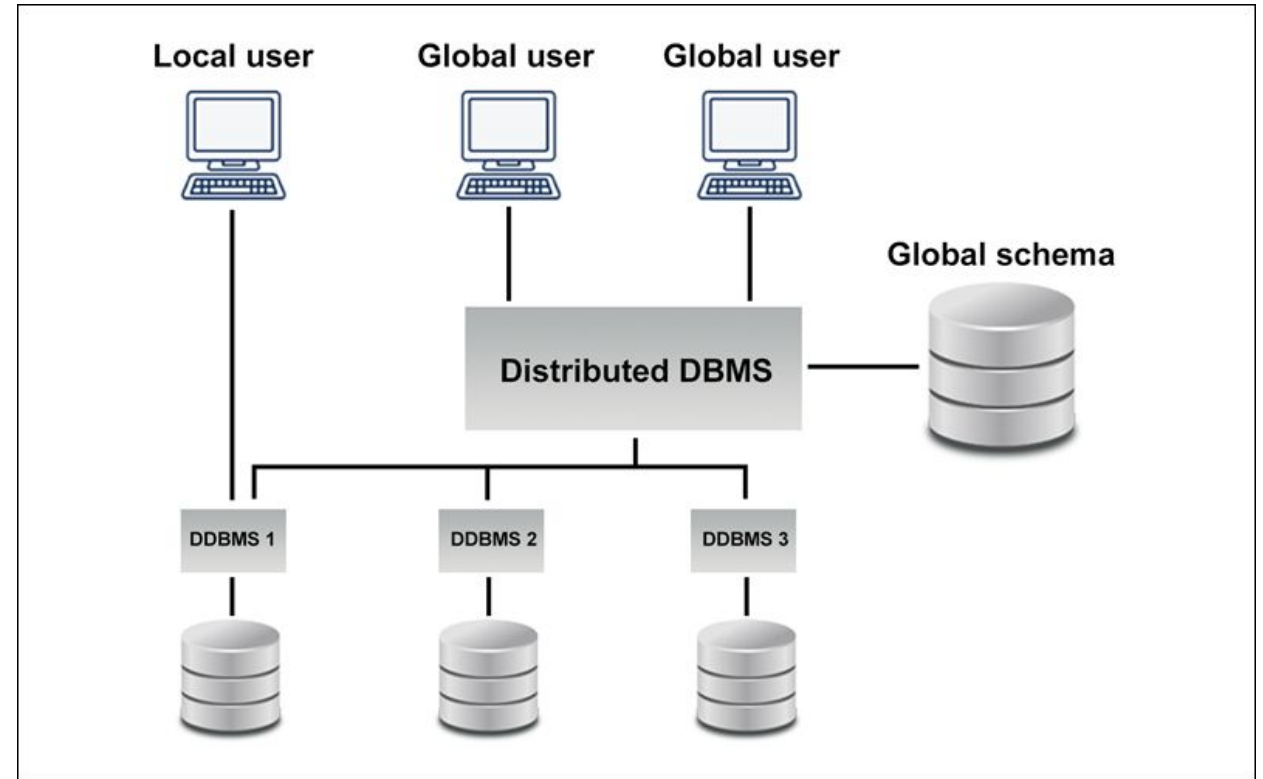 Local user
Global user
Global user
Global schema
Distributed DBMS
DDBMS 1
DDBMS 2
DDBMS 3